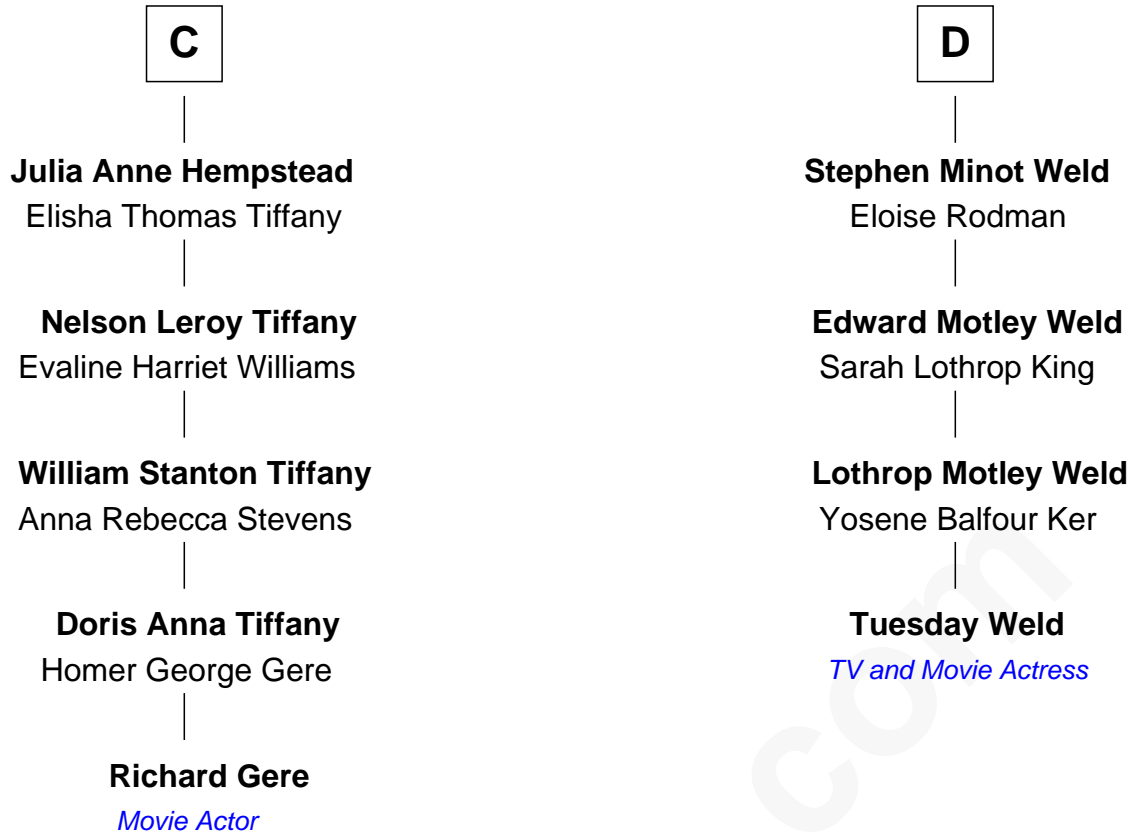 C
Julia Anne Hempstead
Elisha Thomas Tiffany
Nelson Leroy Tiffany
Evaline Harriet Williams
William Stanton Tiffany
Anna Rebecca Stevens
Doris Anna Tiffany
Homer George Gere
Richard Gere
Movie Actor
D
Stephen Minot Weld
Eloise Rodman
Edward Motley Weld
Sarah Lothrop King
Lothrop Motley Weld
Yosene Balfour Ker
Tuesday Weld
TV and Movie Actress
com